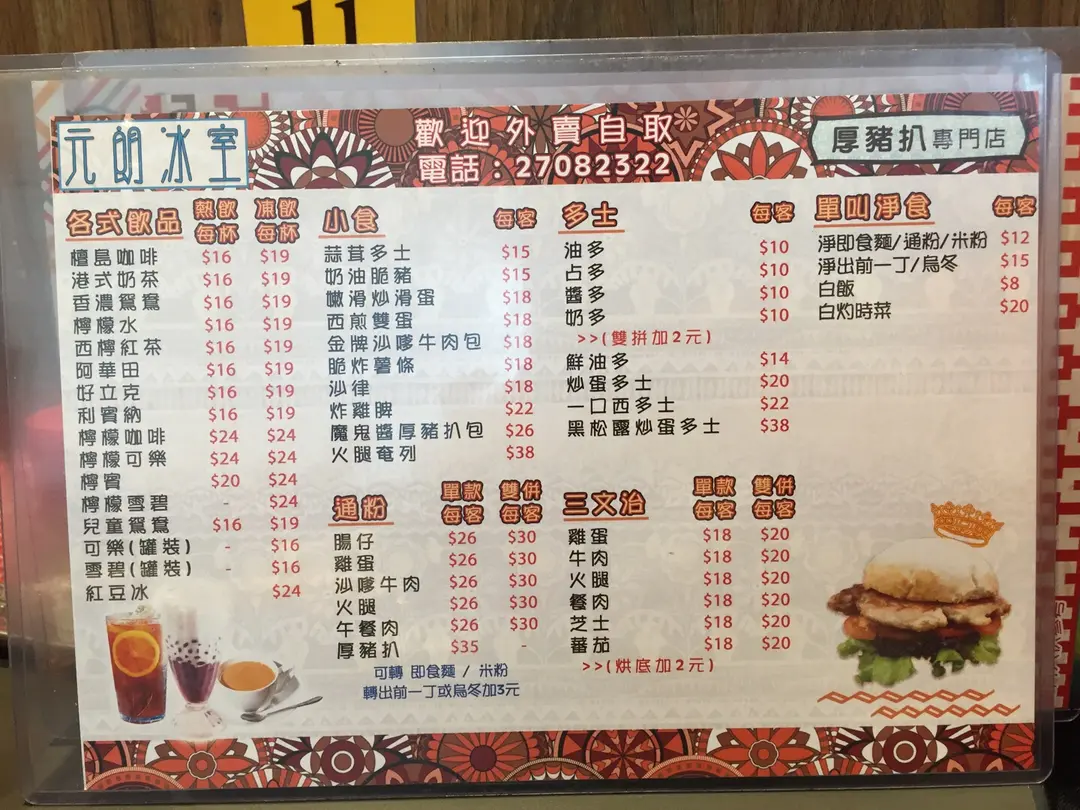 11
元朗冰室
歡迎外賣自取
電話：27082322
厚豬扒專門店
各式飲品 熱飲每杯 凍飲每杯
檀島咖啡 $16 $19
港式奶茶 $16 $19
香濃鴛鴦 $16 $19
檸檬水 $16 $19
西檸紅茶 $16 $19
阿華田 $16 $19
好立克 $16 $19
利賓納 $16 $19
檸檬咖啡 $24 $24
檸檬可樂 $24 $24
檸賓 $20 $24
檸檬雪碧 - $24
兒童鴛鴦 $16 $19
可樂(罐裝) - $16
雪碧(罐裝) - $16
紅豆冰 $24
小食 每客
蒜茸多士 $15
奶油脆豬 $15
嫩滑炒滑蛋 $18
西煎雙蛋 $18
金牌沙嗲牛肉包 $18
脆炸薯條 $18
沙律 $18
炸雞髀 $22
魔鬼醬厚豬扒包 $26
火腿奄列 $38
通粉 單款每客 雙併每客
腸仔 $26 $30
雞蛋 $26 $30
沙嗲牛肉 $26 $30
火腿 $26 $30
午餐肉 $26 $30
厚豬扒 $35 -
可轉 即食麵 / 米粉
轉出前一丁或烏冬加3元
多士 每客
油多 $10
占多 $10
醬多 $10
奶多 $10
>>(雙拼加2元)
鮮油多 $14
炒蛋多士 $20
一口西多士 $22
黑松露炒蛋多士 $38
三文治 單款每客 雙併每客
雞蛋 $18 $20
牛肉 $18 $20
火腿 $18 $20
餐肉 $18 $20
芝士 $18 $20
蕃茄 $18 $20
>>(烘底加2元)
單叫淨食 每客
淨即食麵/通粉/米粉 $12
淨出前一丁/烏冬 $15
白飯 $8
白灼時菜 $20